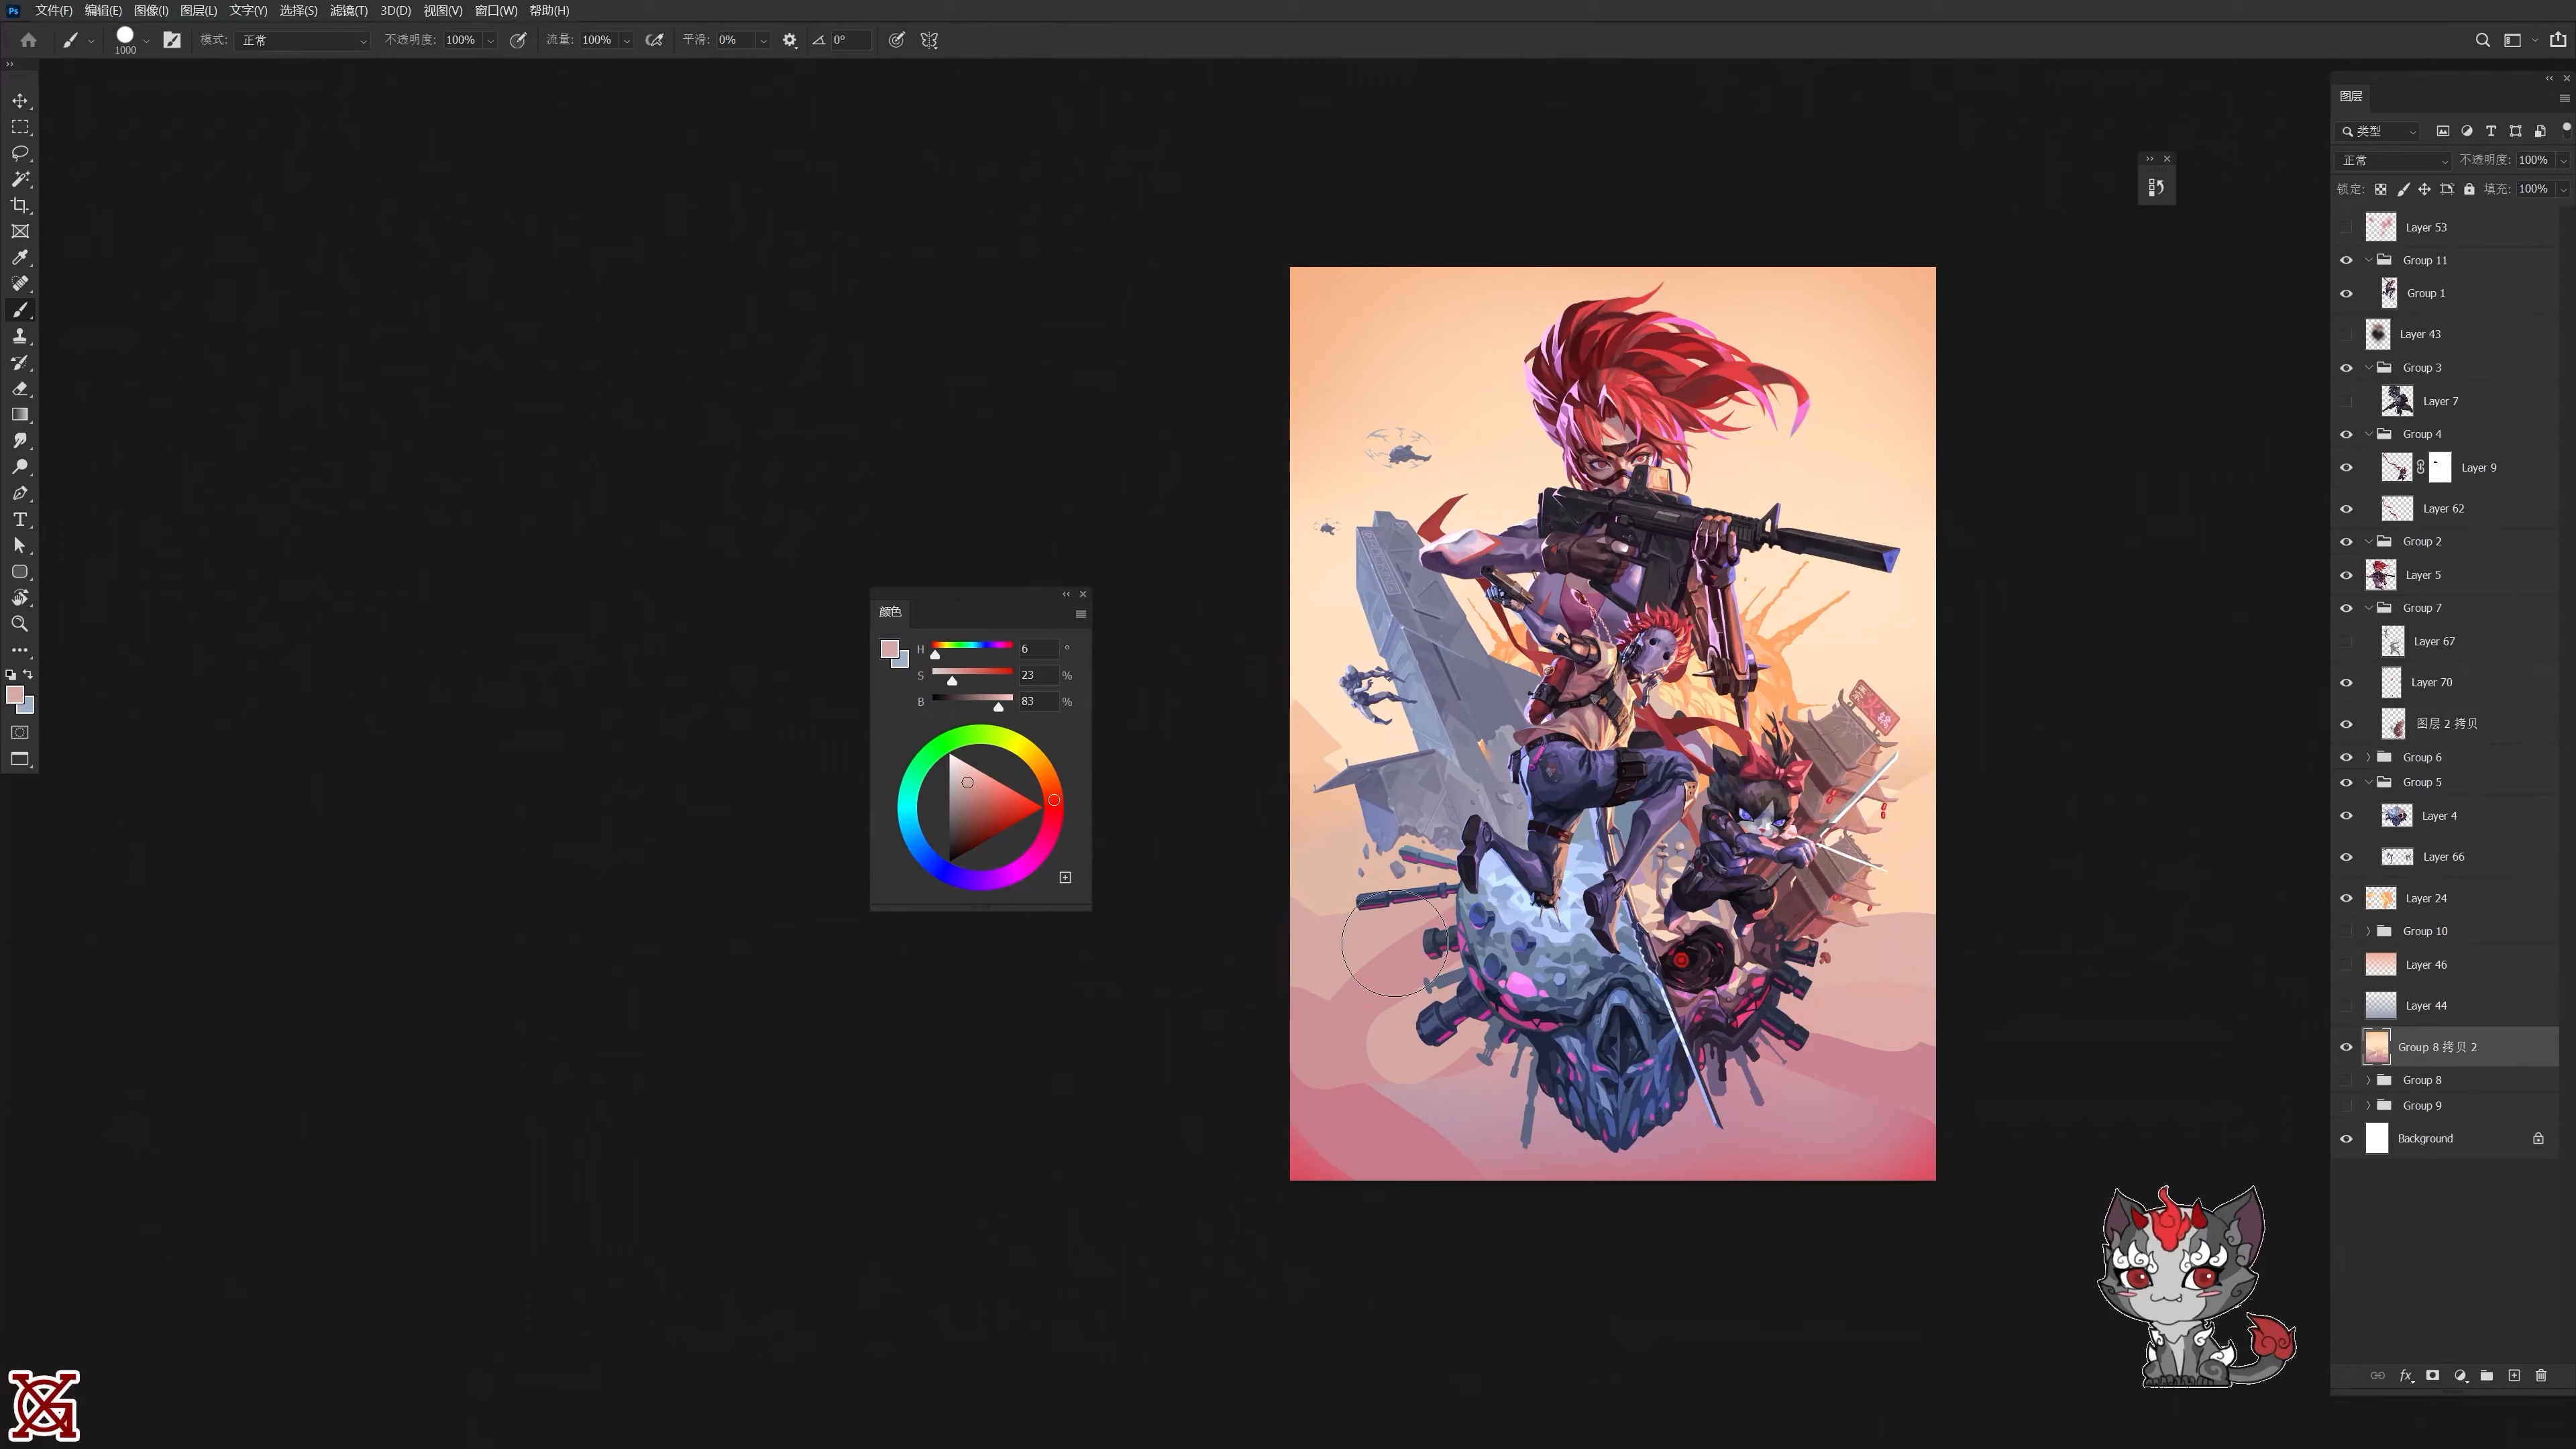 Ps 文件(F) 编辑(E) 图像(I) 图层(L) 文字(Y) 选择(S) 滤镜(T) 3D(D) 视图(V) 窗口(W) 帮助(H)
1000 模式: 正常 不透明度: 100% 流量: 100% 平滑: 0% 0°
图层
类型
正常 不透明度: 100%
锁定: 填充: 100%
Layer 53
Group 11
Group 1
Layer 43
Group 3
Layer 7
Group 4
Layer 9
Layer 62
Group 2
Layer 5
Group 7
Layer 67
Layer 70
图层 2 拷贝
Group 6
Group 5
Layer 4
Layer 66
Layer 24
Group 10
Layer 46
Layer 44
Group 8 拷贝 2
Group 8
Group 9
Background
颜色
H 6 °
S 23 %
B 83 %